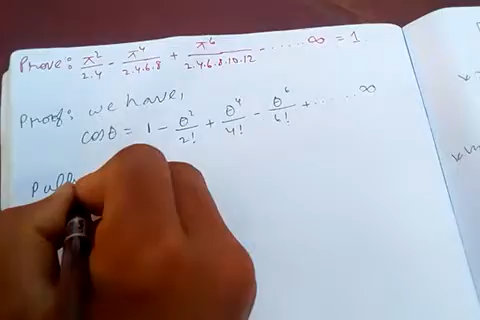 Prove: π²/2.4 - π⁴/2.4.6.8 + π⁶/2.4.6.8.10.12 - ..... ∞ = 1.
Proof: we have,
cosθ = 1 - θ²/2! + θ⁴/4! - θ⁶/6! + ..... ∞